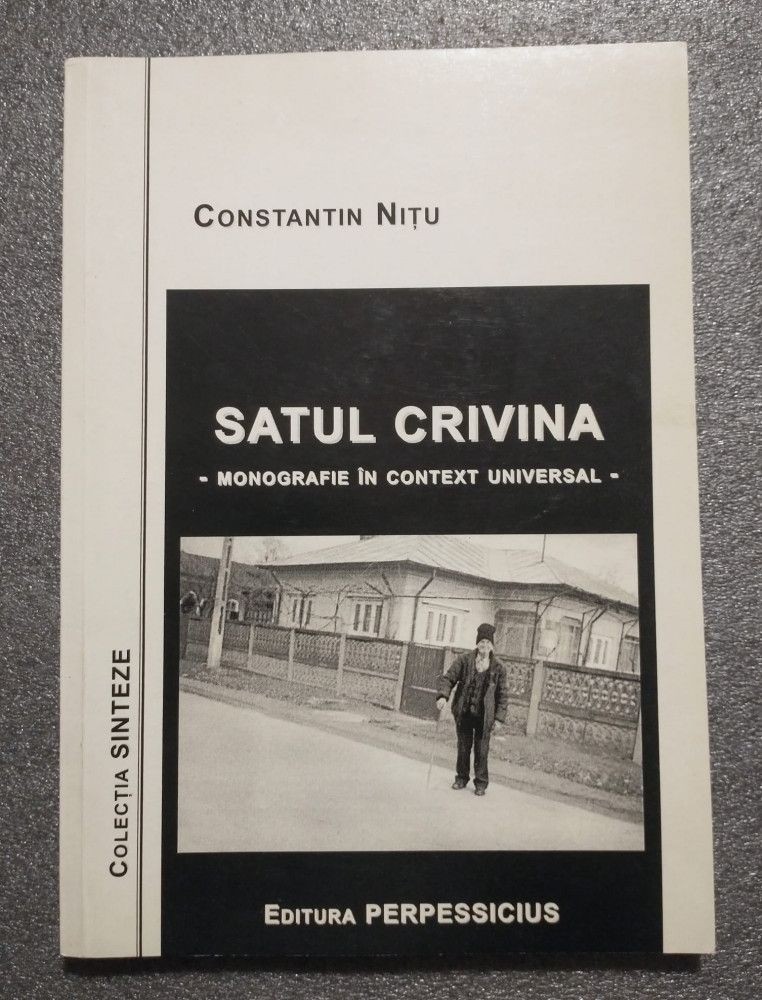 CONSTANTIN NIȚU
SATUL CRIVINA
- MONOGRAFIE ÎN CONTEXT UNIVERSAL -
COLECȚIA SINTEZE
EDITURA PERPESSICIUS